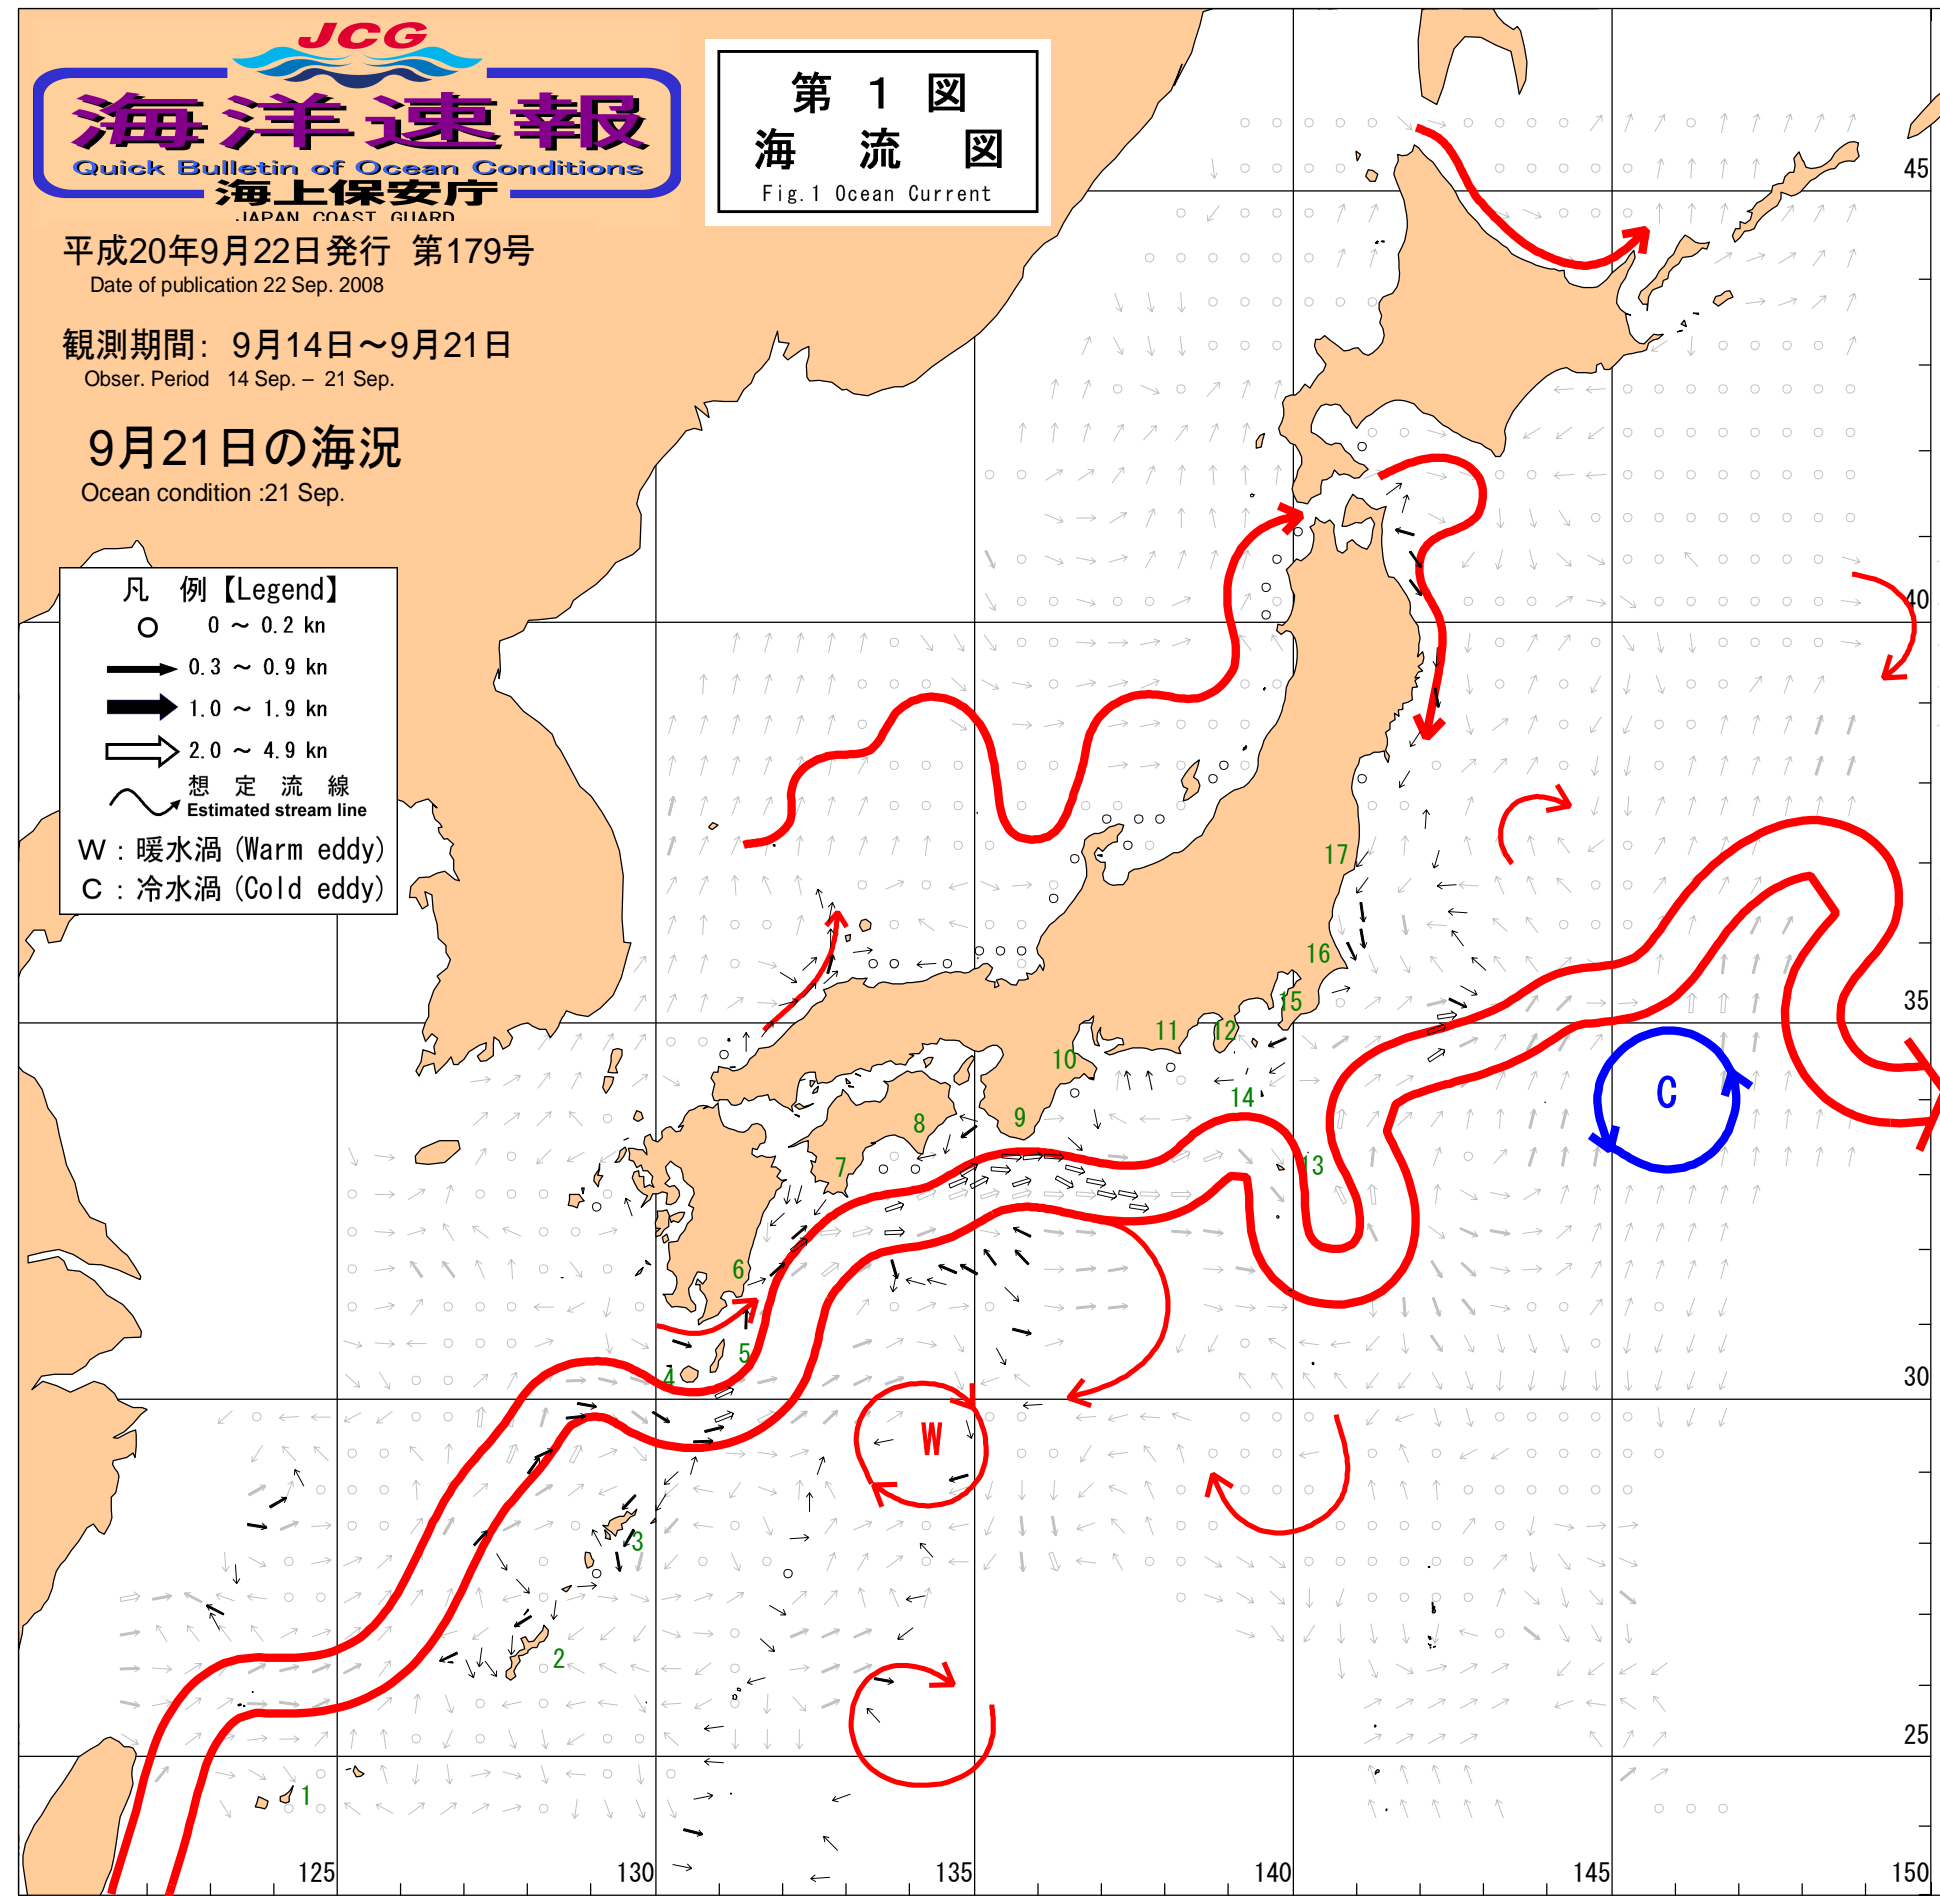 JCG
海洋速報
Quick Bulletin of Ocean Conditions
海上保安庁
JAPAN COAST GUARD
第 1 図
海 流 図
Fig.1 Ocean Current
平成20年9月22日発行 第179号
Date of publication 22 Sep. 2008
観測期間: 9月14日～9月21日
Obser. Period 14 Sep. – 21 Sep.
9月21日の海況
Ocean condition :21 Sep.
凡 例【Legend】
0 ～ 0.2 kn
0.3 ～ 0.9 kn
1.0 ～ 1.9 kn
2.0 ～ 4.9 kn
想 定 流 線
Estimated stream line
W : 暖水渦 (Warm eddy)
C : 冷水渦 (Cold eddy)
45
40
17
16
35
15
12
11
10
C
14
9
8
13
7
6
5
4
30
W
3
2
25
1
125
130
135
140
145
150